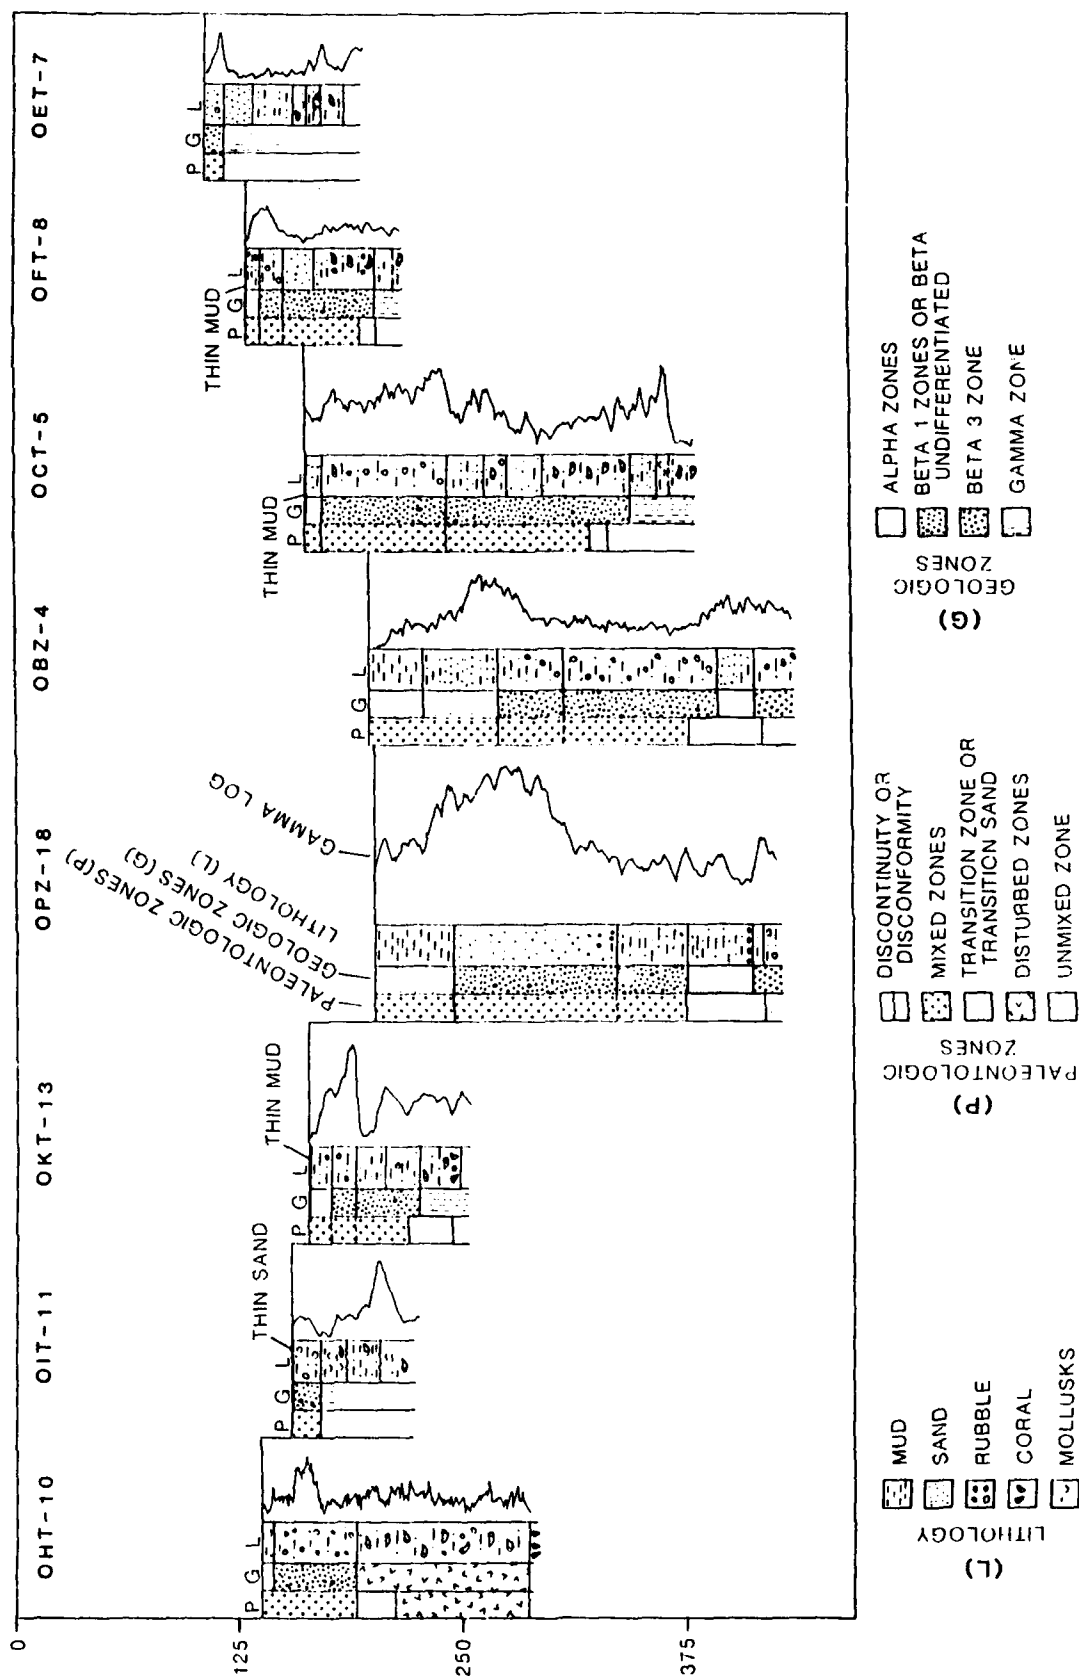 OHT-10
OIT-11
OKT-13
OPZ-18
OBZ-4
OCT-5
OFT-8
OET-7
0
125
250
375
P G L
P G L
THIN SAND
P G L
THIN MUD
PALEONTOLOGIC ZONES (P)
GEOLOGIC ZONES (G)
LITHOLOGY (L)
GAMMA LOG
P G L
P G L
THIN MUD
P G L
THIN MUD
P G L
(L)
LITHOLOGY
MUD
SAND
RUBBLE
CORAL
MOLLUSKS
(P)
PALEONTOLOGIC
ZONES
DISCONTINUITY OR
DISCONFORMITY
MIXED ZONES
TRANSITION ZONE OR
TRANSITION SAND
DISTURBED ZONES
UNMIXED ZONE
(G)
GEOLOGIC
ZONES
ALPHA ZONES
BETA 1 ZONES OR BETA
UNDIFFERENTIATED
BETA 3 ZONE
GAMMA ZONE